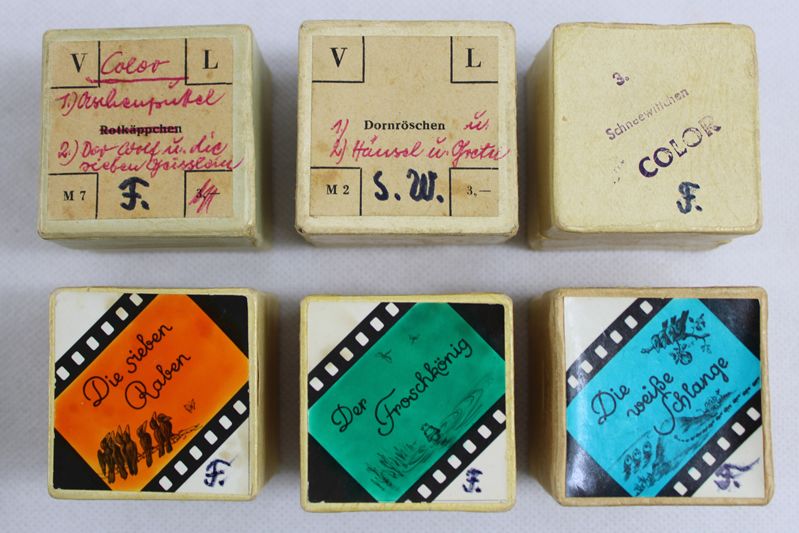 V Color L
1.) Aschenputtel
Rotkäppchen
2.) Der Wolf u. die
sieben Geisslein
M 7 F. 3,—
V L
1) Dornröschen u.
2) Hänsel u. Gretel
M 2 S. W. 3,—
3.
Schneewittchen
COLOR
F.
Die sieben
Raben
F.
Der
Froschkönig
F.
Die
weiße
Schlange
F.